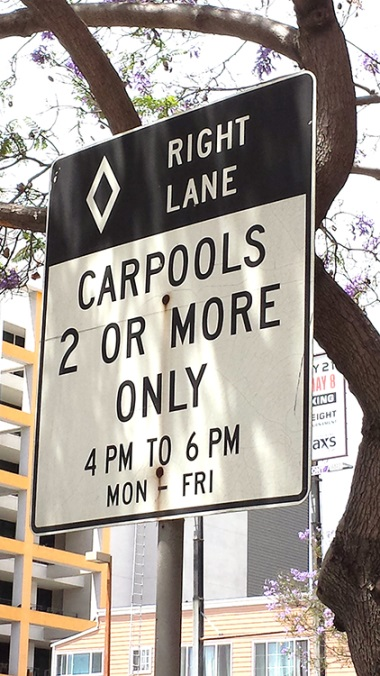 RIGHT
LANE
CARPOOLS
2 OR MORE
ONLY
4 PM TO 6 PM
MON - FRI